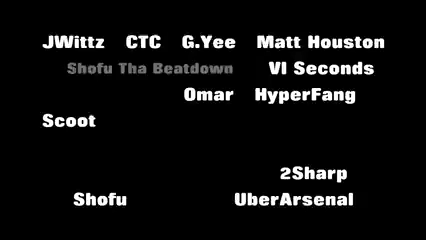 JWittz CTC G.Yee Matt Houston
Shofu Tha Beatdown VI Seconds
Omar HyperFang
Scoot
2Sharp
Shofu UberArsenal